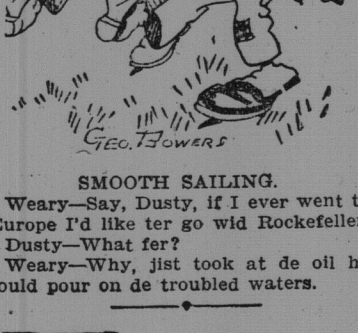 GEO. BOWERS
SMOOTH SAILING.
Weary—Say, Dusty, if I ever went t
Europe I'd like ter go wid Rockefeller
Dusty—What fer?
Weary—Why, jist took at de oil h
ould pour on de troubled waters.